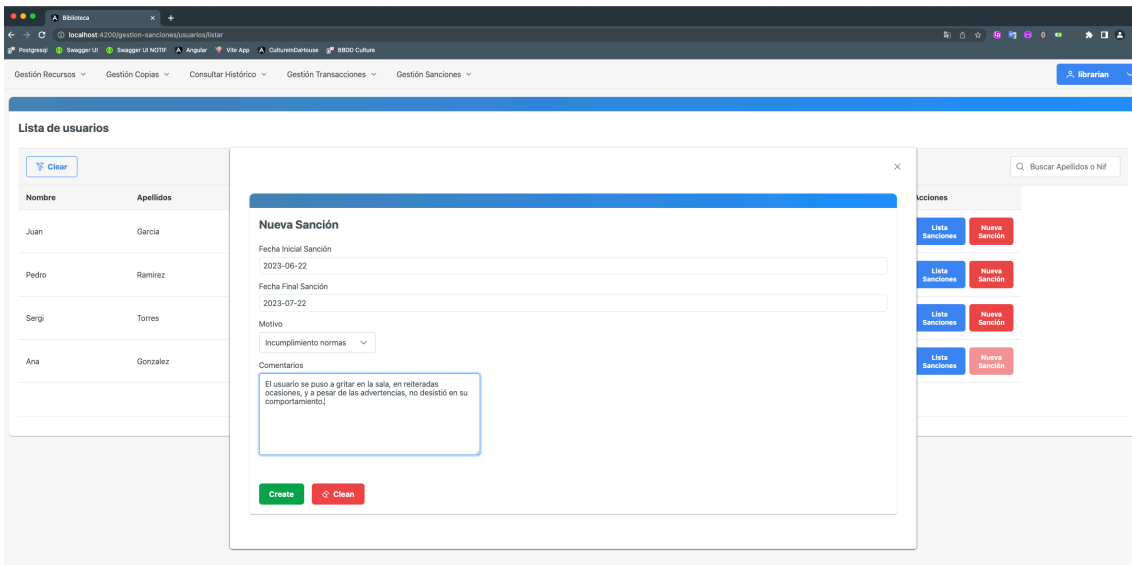 Biblioteca
localhost:4200/gestion-sanciones/usuarios/listar
Postgresql Swagger UI Swagger UI NOTIF Angular Vite App CultureInDaHouse BBDD Culture
Gestión Recursos Gestión Copias Consultar Histórico Gestión Transacciones Gestión Sanciones librarian
Lista de usuarios
Clear Buscar Apellidos o Nif
Nombre Apellidos Acciones
Juan Garcia Lista Sanciones Nueva Sanción
Pedro Ramirez Lista Sanciones Nueva Sanción
Sergi Torres Lista Sanciones Nueva Sanción
Ana Gonzalez Lista Sanciones Nueva Sanción
Nueva Sanción
Fecha Inicial Sanción
2023-06-22
Fecha Final Sanción
2023-07-22
Motivo
Incumplimiento normas
Comentarios
El usuario se puso a gritar en la sala, en reiteradas
ocasiones, y a pesar de las advertencias, no desistió en su
comportamiento.
Create Clean